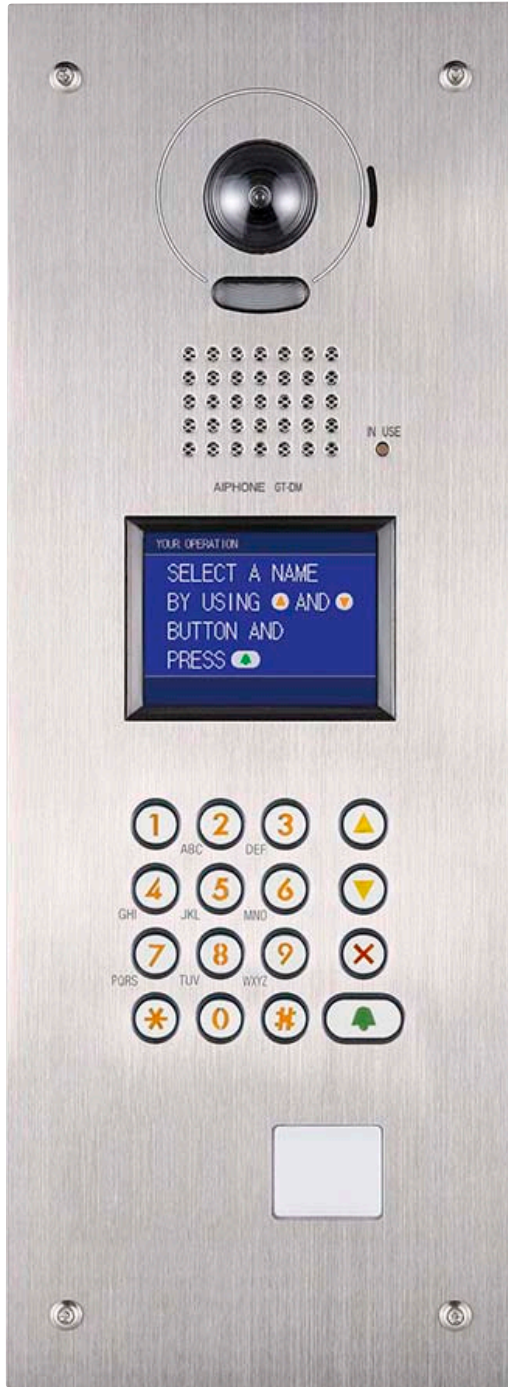 IN USE
AIPHONE GT-DM
YOUR OPERATION
SELECT A NAME
BY USING ▲ AND ▼
BUTTON AND
PRESS 🔔
1 2 3
ABC DEF
4 5 6
GHI JKL MNO
7 8 9
PQRS TUV WXYZ
* 0 #